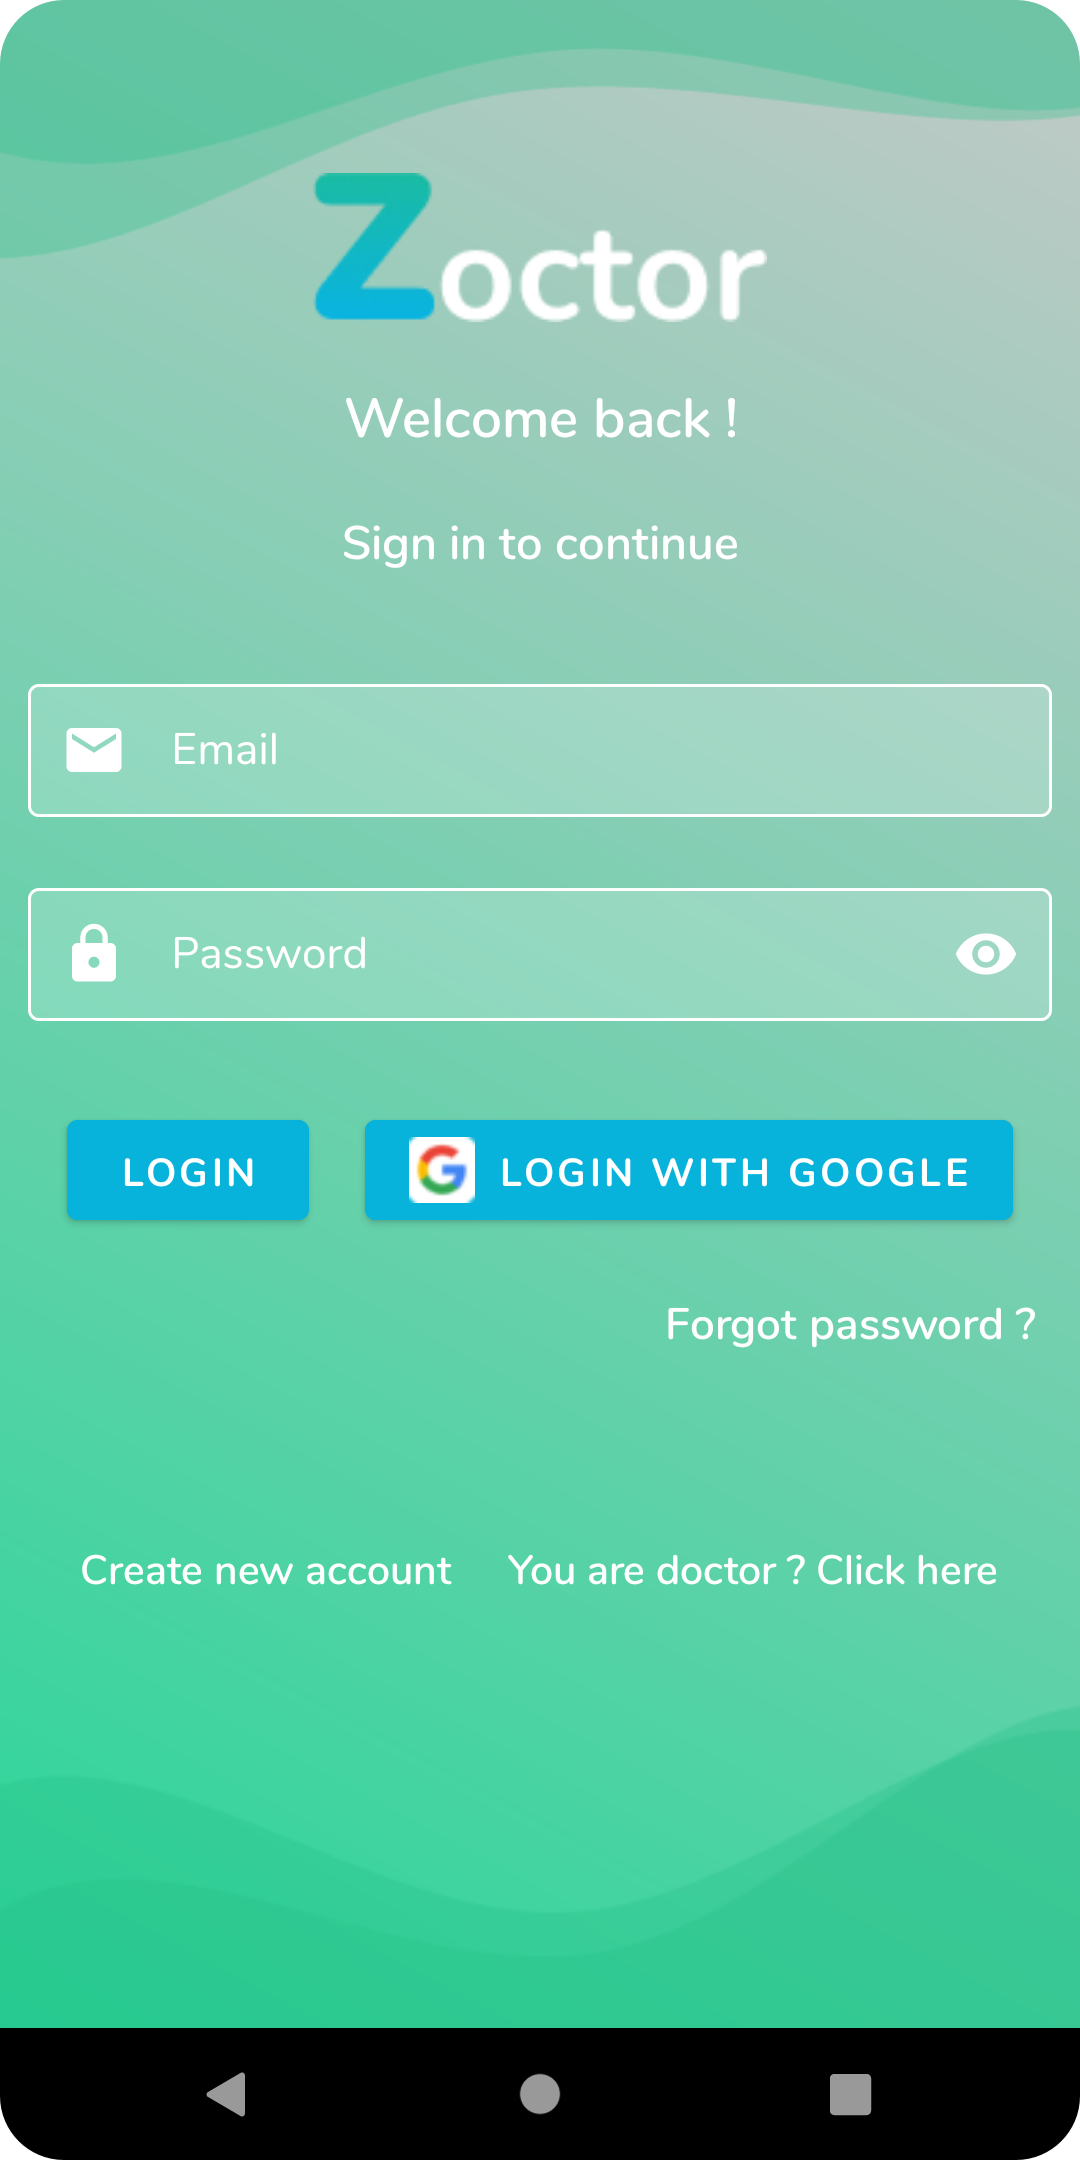 Zoctor
Welcome back !
Sign in to continue
Email
Password
LOGIN
LOGIN WITH GOOGLE
Forgot password ?
Create new account
You are doctor ? Click here